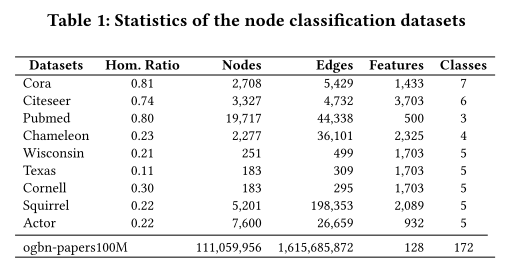 Table 1: Statistics of the node classification datasets
Datasets Hom. Ratio Nodes Edges Features Classes
Cora 0.81 2,708 5,429 1,433 7
Citeseer 0.74 3,327 4,732 3,703 6
Pubmed 0.80 19,717 44,338 500 3
Chameleon 0.23 2,277 36,101 2,325 4
Wisconsin 0.21 251 499 1,703 5
Texas 0.11 183 309 1,703 5
Cornell 0.30 183 295 1,703 5
Squirrel 0.22 5,201 198,353 2,089 5
Actor 0.22 7,600 26,659 932 5
ogbn-papers100M 111,059,956 1,615,685,872 128 172